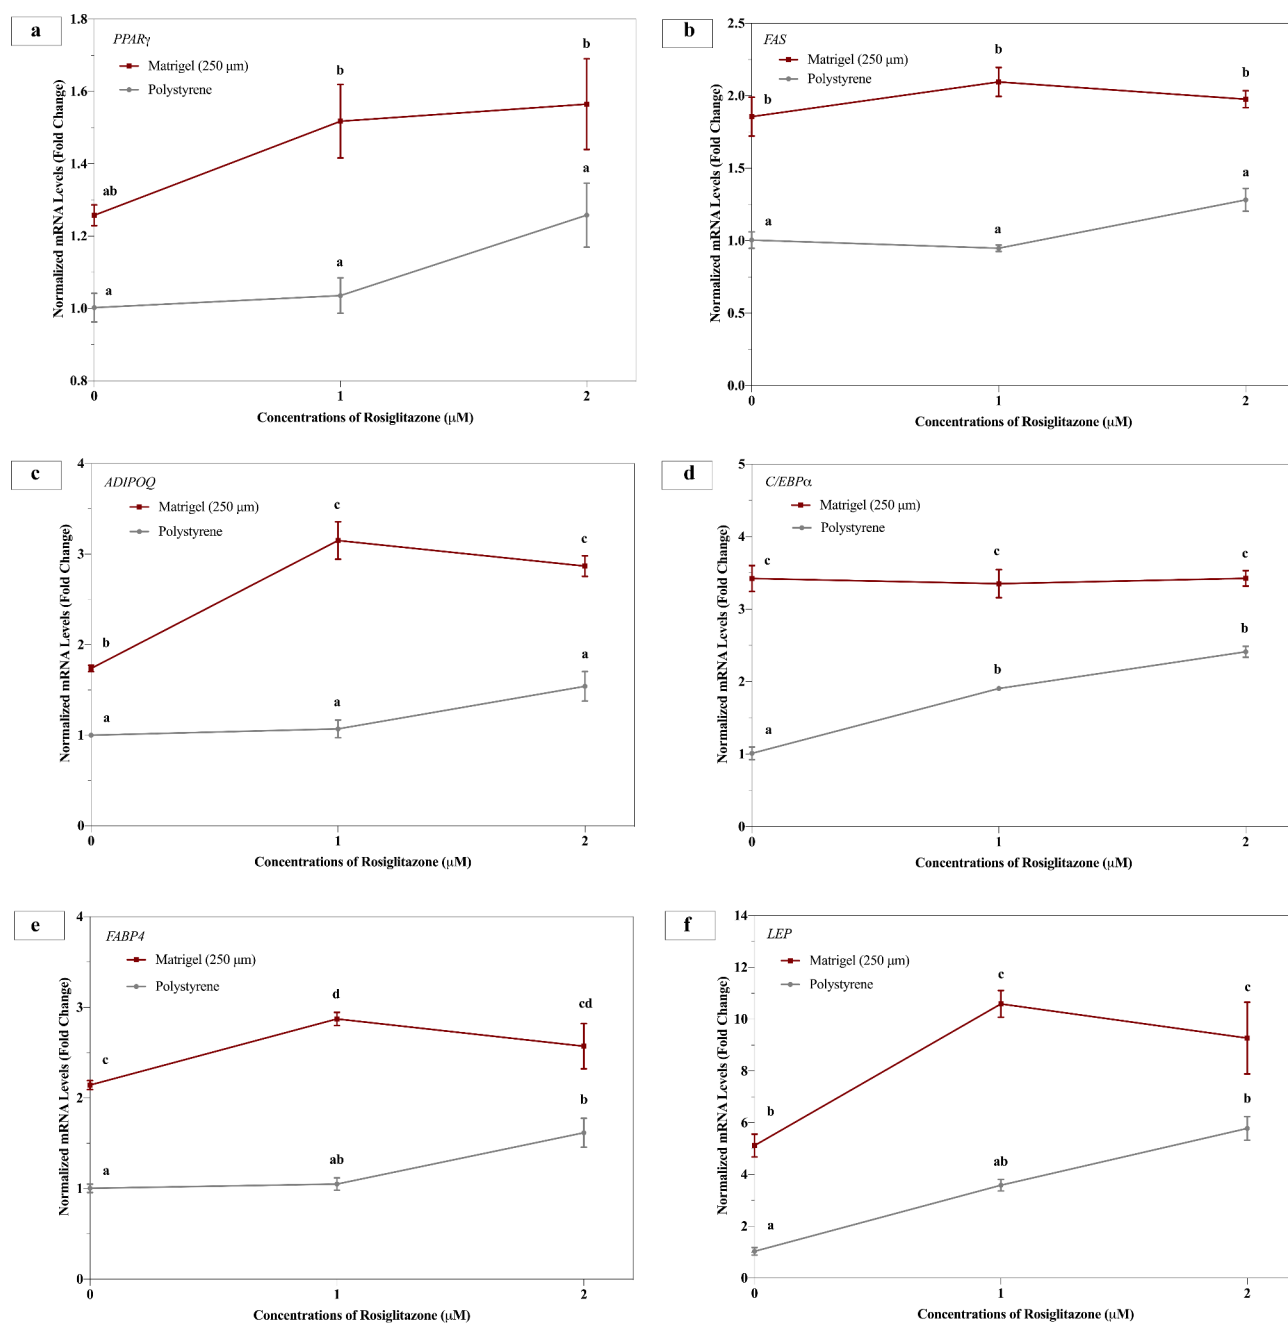 a
PPARγ
Matrigel (250 μm)
Polystyrene
Normalized mRNA Levels (Fold Change)
1.8
1.6
1.4
1.2
1.0
0.8
ab
b
b
a
a
a
0
1
2
Concentrations of Rosiglitazone (μM)
b
FAS
Matrigel (250 μm)
Polystyrene
Normalized mRNA Levels (Fold Change)
2.5
2.0
1.5
1.0
0.5
0.0
b
b
b
a
a
a
0
1
2
Concentrations of Rosiglitazone (μM)
c
ADIPOQ
Matrigel (250 μm)
Polystyrene
Normalized mRNA Levels (Fold Change)
4
3
2
1
0
b
c
c
a
a
a
0
1
2
Concentrations of Rosiglitazone (μM)
d
C/EBPα
Matrigel (250 μm)
Polystyrene
Normalized mRNA Levels (Fold Change)
5
4
3
2
1
0
c
c
c
a
b
b
0
1
2
Concentrations of Rosiglitazone (μM)
e
FABP4
Matrigel (250 μm)
Polystyrene
Normalized mRNA Levels (Fold Change)
4
3
2
1
0
c
d
cd
a
ab
b
0
1
2
Concentrations of Rosiglitazone (μM)
f
LEP
Matrigel (250 μm)
Polystyrene
Normalized mRNA Levels (Fold Change)
14
12
10
8
6
4
2
0
b
c
c
a
ab
b
0
1
2
Concentrations of Rosiglitazone (μM)